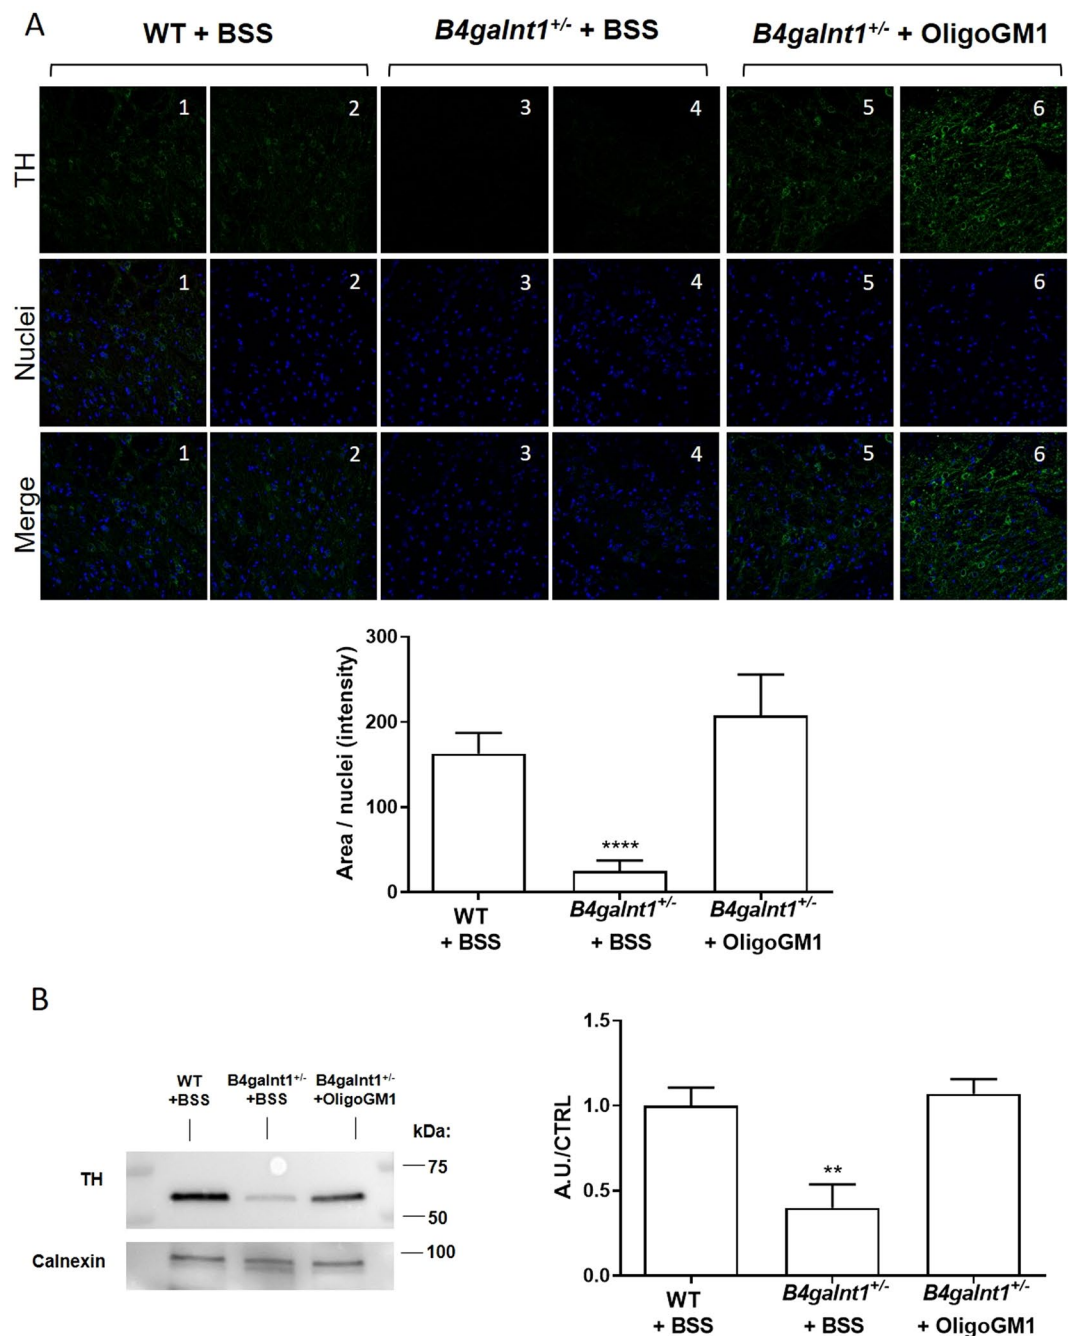 A
WT + BSS
B4galnt1+/- + BSS
B4galnt1+/- + OligoGM1
TH
1 2 3 4 5 6
Nuclei
1 2 3 4 5 6
Merge
1 2 3 4 5 6
Area / nuclei (intensity)
300
200
100
0
****
WT
+ BSS
B4galnt1+/-
+ BSS
B4galnt1+/-
+ OligoGM1
B
WT
+BSS
B4galnt1+/-
+BSS
B4galnt1+/-
+OligoGM1
kDa:
TH
75
50
Calnexin
100
A.U./CTRL
1.5
1.0
0.5
0.0
**
WT
+ BSS
B4galnt1+/-
+ BSS
B4galnt1+/-
+ OligoGM1